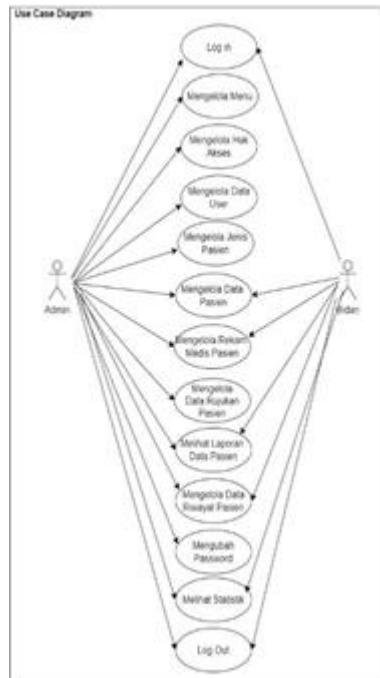 Use Case Diagram
Log in
Mengelola Menu
Mengelola Hak
Akses
Mengelola Data
User
Mengelola Jenis
Pasien
Admin
Bidan
Mengelola Data
Pasien
Mengelola Rekam
Medis Pasien
Mengelola
Data Rujukan
Pasien
Melihat Laporan
Data Pasien
Mengelola Data
Riwayat Pasien
Mengubah
Password
Melihat Statistik
Log Out